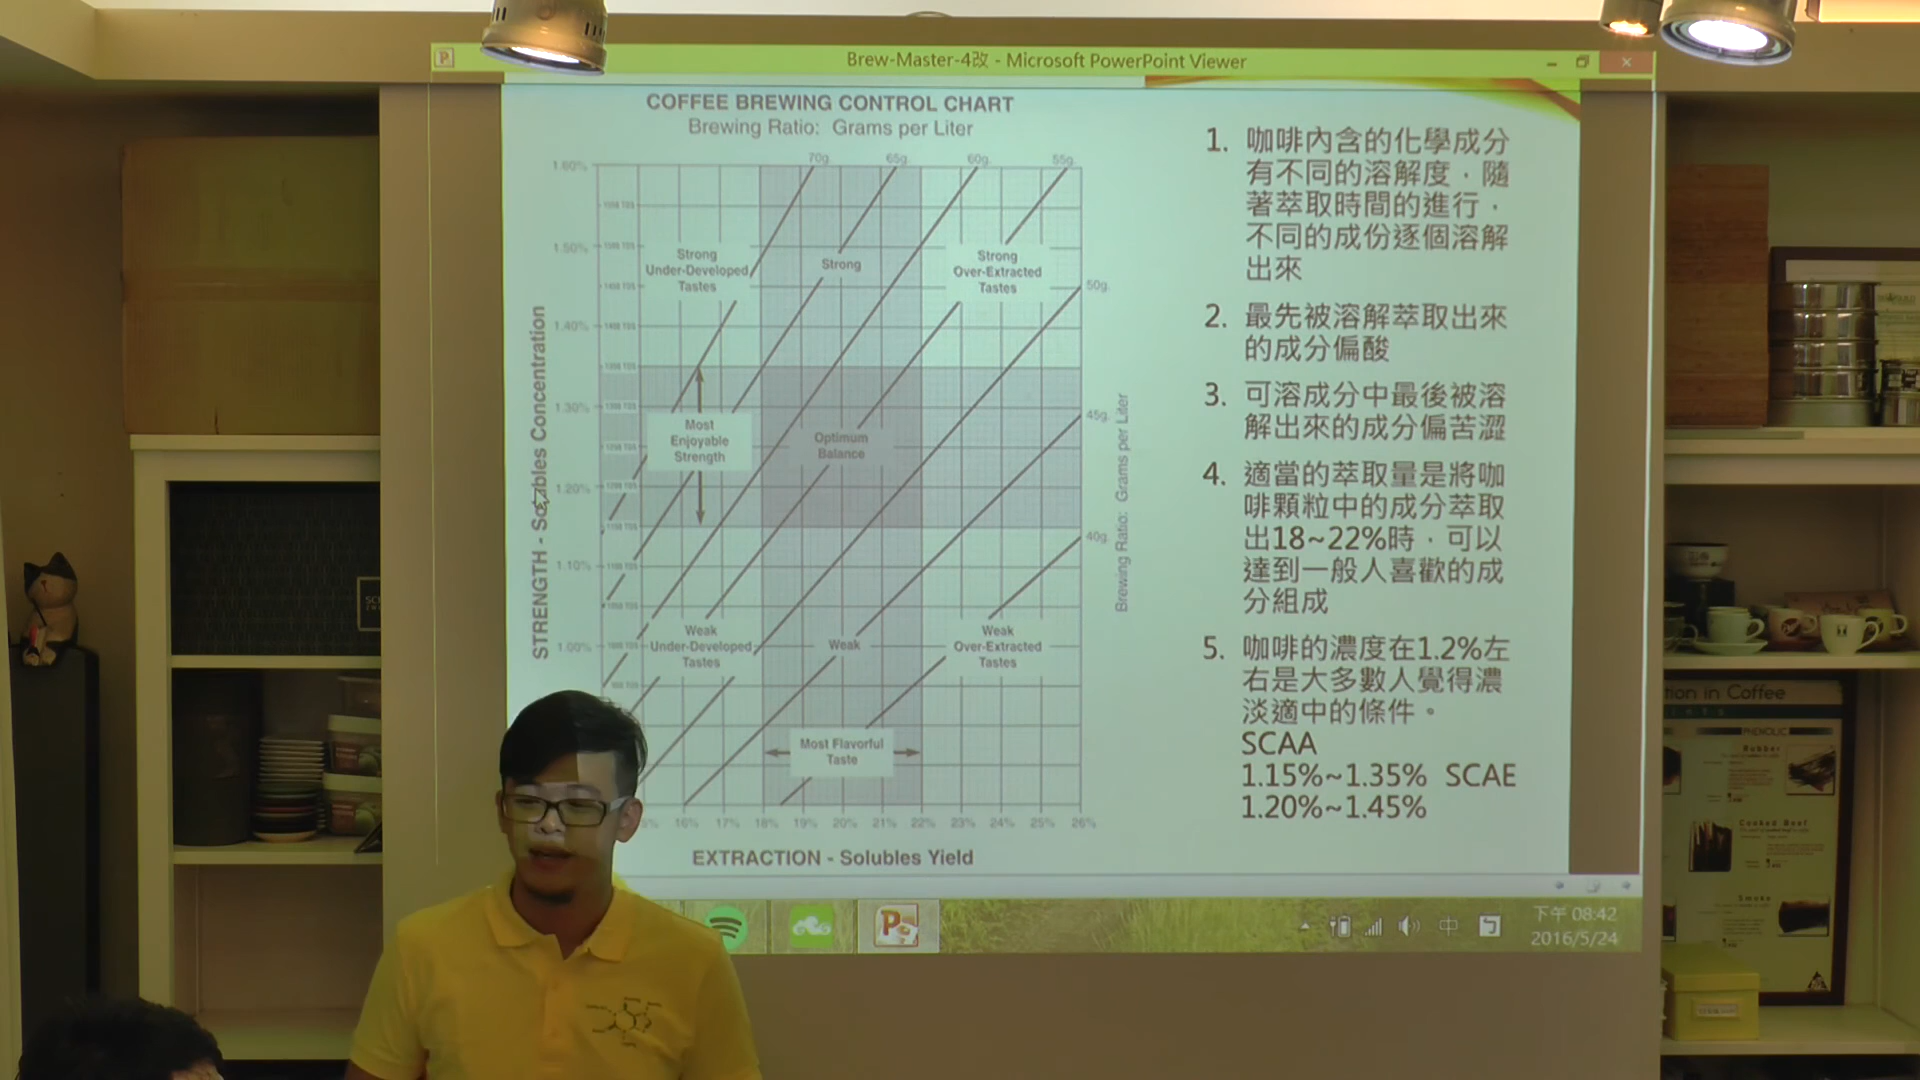 Brew-Master-4改 - Microsoft PowerPoint Viewer
COFFEE BREWING CONTROL CHART
Brewing Ratio: Grams per Liter
70g.
65g.
60g.
55g.
50g.
45g.
40g.
1.60%
1.50%
1.40%
1.30%
1.20%
1.10%
1.00%
Strong
Under-Developed
Tastes
Strong
Strong
Over-Extracted
Tastes
Most
Enjoyable
Strength
Optimum
Balance
Weak
Under-Developed
Tastes
Weak
Weak
Over-Extracted
Tastes
Most Flavorful
Taste
STRENGTH - Solubles Concentration
Brewing Ratio: Grams per Liter
16% 17% 18% 19% 20% 21% 22% 23% 24% 25% 26%
EXTRACTION - Solubles Yield
1. 咖啡內含的化學成分
有不同的溶解度，隨
著萃取時間的進行，
不同的成份逐個溶解
出來
2. 最先被溶解萃取出來
的成分偏酸
3. 可溶成分中最後被溶
解出來的成分偏苦澀
4. 適當的萃取量是將咖
啡顆粒中的成分萃取
出18~22%時，可以
達到一般人喜歡的成
分組成
5. 咖啡的濃度在1.2%左
右是大多數人覺得濃
淡適中的條件。
SCAA
1.15%~1.35% SCAE
1.20%~1.45%
中
下午 08:42
2016/5/24
tion in Coffee
PHENOLIC
Rubber
Cooked Beef
Smoke